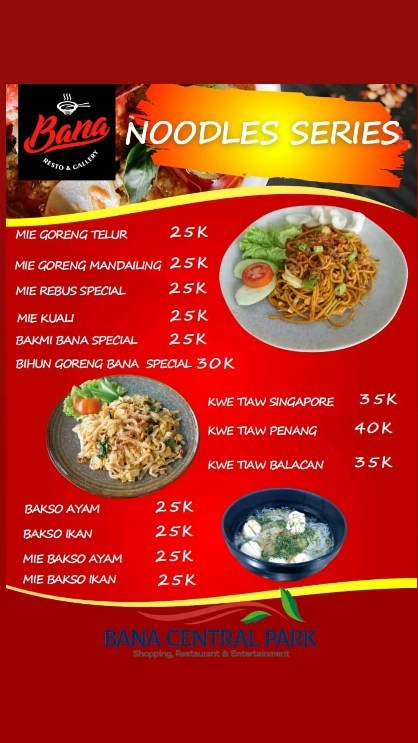 Bana
RESTO & GALLERY
NOODLES SERIES
MIE GORENG TELUR 25K
MIE GORENG MANDAILING 25K
MIE REBUS SPECIAL 25K
MIE KUALI 25K
BAKMI BANA SPECIAL 25K
BIHUN GORENG BANA SPECIAL 30K
KWE TIAW SINGAPORE 35K
KWE TIAW PENANG 40K
KWE TIAW BALACAN 35K
BAKSO AYAM 25K
BAKSO IKAN 25K
MIE BAKSO AYAM 25K
MIE BAKSO IKAN 25K
BANA CENTRAL PARK
Shopping, Restaurant & Entertainment